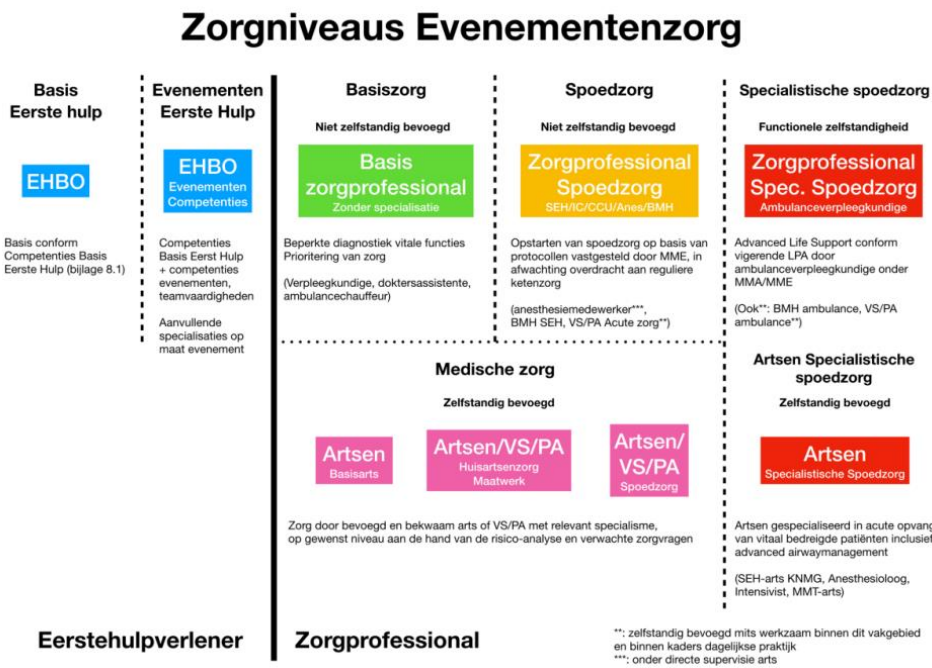 Zorgniveaus Evenementenzorg
Basis
Eerste hulp
EHBO
Basis conform
Competenties Basis
Eerste Hulp (bijlage 8.1)
Evenementen
Eerste Hulp
EHBO
Evenementen
Competenties
Competenties
Basis Eerst Hulp
+ competenties
evenementen,
teamvaardigheden
Aanvullende
specialisaties op
maat evenement
Basiszorg
Niet zelfstandig bevoegd
Basis
zorgprofessional
Zonder specialisatie
Beperkte diagnostiek vitale functies
Prioritering van zorg
(Verpleegkundige, doktersassistente,
ambulancechauffeur)
Spoedzorg
Niet zelfstandig bevoegd
Zorgprofessional
Spoedzorg
SEH/IC/CCU/Anes/BMH
Opstarten van spoedzorg op basis van
protocollen vastgesteld door MME, in
afwachting overdracht aan reguliere
ketenzorg
(anesthesiemedewerker***,
BMH SEH, VS/PA Acute zorg**)
Specialistische spoedzorg
Functionele zelfstandigheid
Zorgprofessional
Spec. Spoedzorg
Ambulanceverpleegkundige
Advanced Life Support conform
vigerende LPA door
ambulanceverpleegkundige onder
MMA/MME
(Ook**: BMH ambulance, VS/PA
ambulance**)
Medische zorg
Zelfstandig bevoegd
Artsen
Basisarts
Artsen/VS/PA
Huisartsenzorg
Maatwerk
Artsen/
VS/PA
Spoedzorg
Zorg door bevoegd en bekwaam arts of VS/PA met relevant specialisme,
op gewenst niveau aan de hand van de risico-analyse en verwachte zorgvragen
Artsen Specialistische
spoedzorg
Zelfstandig bevoegd
Artsen
Specialistische Spoedzorg
Artsen gespecialiseerd in acute opvang
van vitaal bedreigde patiënten inclusief
advanced airwaymanagement
(SEH-arts KNMG, Anesthesioloog,
Intensivist, MMT-arts)
Eerstehulpverlener
Zorgprofessional
**: zelfstandig bevoegd mits werkzaam binnen dit vakgebied
en binnen kaders dagelijkse praktijk
***: onder directe supervisie arts